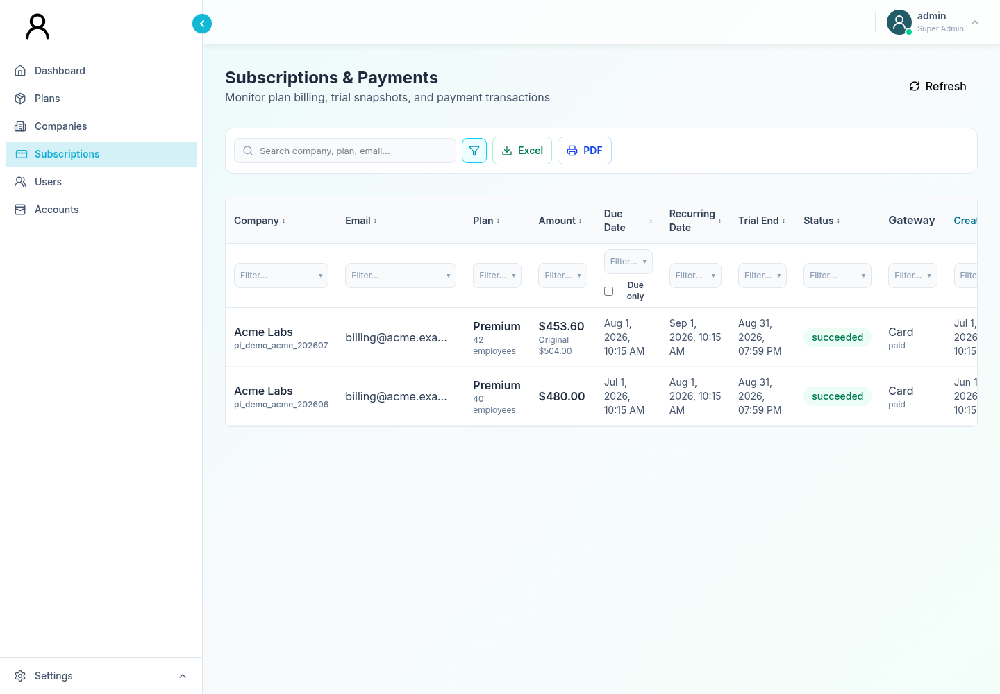 admin
Super Admin
Dashboard
Plans
Companies
Subscriptions
Users
Accounts
Settings
Subscriptions & Payments
Monitor plan billing, trial snapshots, and payment transactions
Refresh
Search company, plan, email...
Excel
PDF
Company
Email
Plan
Amount
Due Date
Recurring Date
Trial End
Status
Gateway
Creat
Filter...
Filter...
Filter...
Filter...
Filter...
Due only
Filter...
Filter...
Filter...
Filter...
Filte
Acme Labs
pi_demo_acme_202607
billing@acme.exa...
Premium
42 employees
$453.60
Original $504.00
Aug 1, 2026, 10:15 AM
Sep 1, 2026, 10:15 AM
Aug 31, 2026, 07:59 PM
succeeded
Card
paid
Jul 1, 2026 10:15
Acme Labs
pi_demo_acme_202606
billing@acme.exa...
Premium
40 employees
$480.00
Jul 1, 2026, 10:15 AM
Aug 1, 2026, 10:15 AM
Aug 31, 2026, 07:59 PM
succeeded
Card
paid
Jun 1 2026 10:15